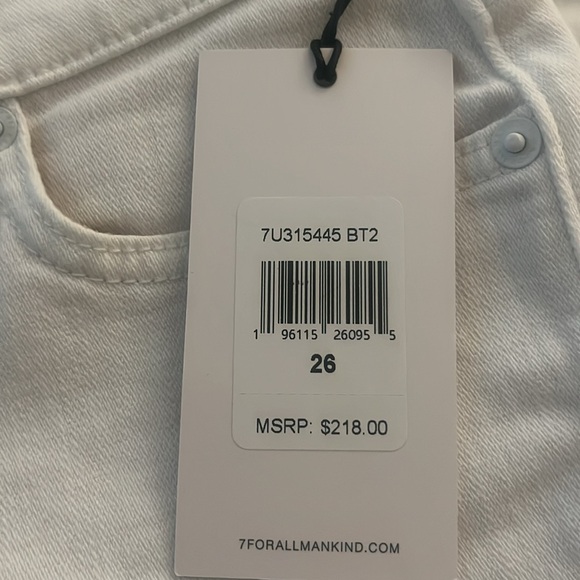 7U315445 BT2
1 96115 26095 5
26
MSRP: $218.00
7FORALLMANKIND.COM